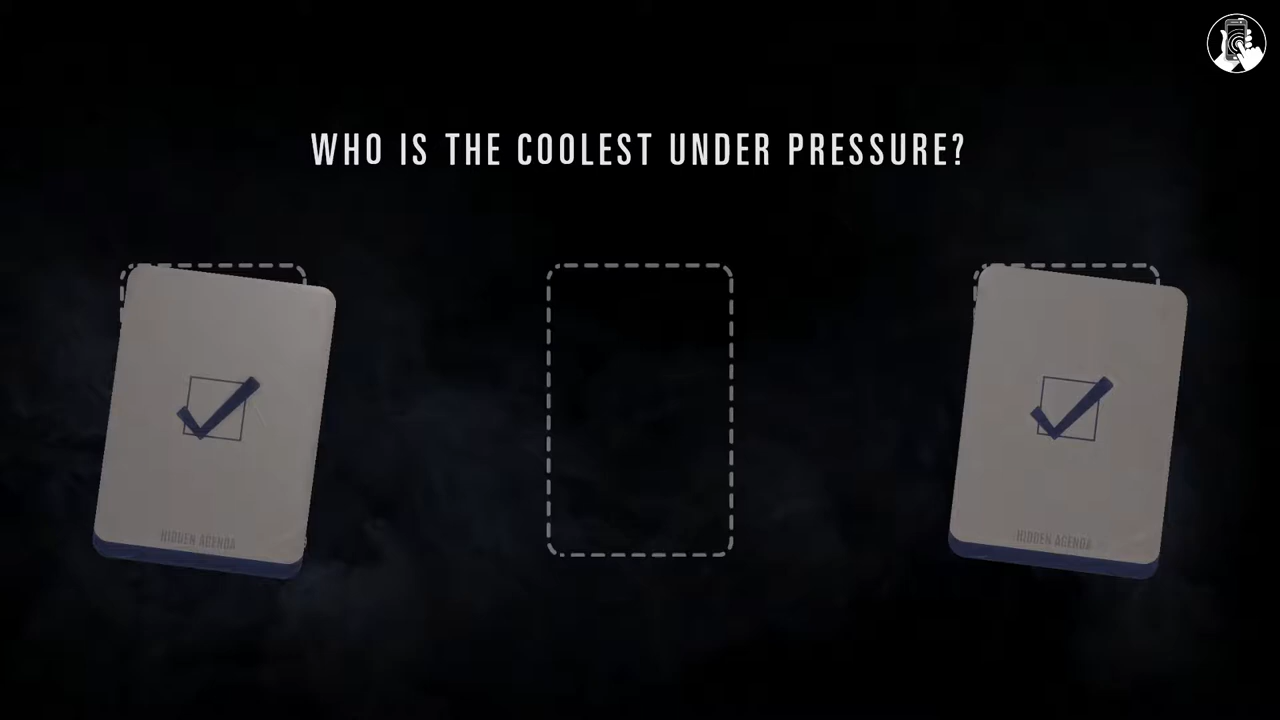 WHO IS THE COOLEST UNDER PRESSURE?
HIDDEN AGENDA
HIDDEN AGENDA